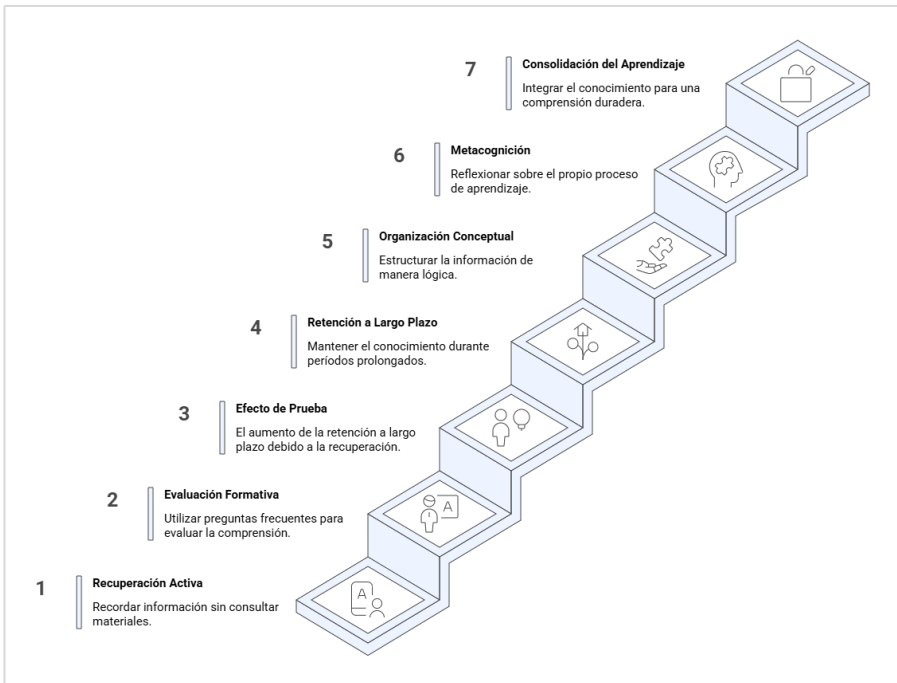 7
Consolidación del Aprendizaje
Integrar el conocimiento para una
comprensión duradera.
6
Metacognición
Reflexionar sobre el propio proceso
de aprendizaje.
5
Organización Conceptual
Estructurar la información de
manera lógica.
4
Retención a Largo Plazo
Mantener el conocimiento durante
períodos prolongados.
3
Efecto de Prueba
El aumento de la retención a largo
plazo debido a la recuperación.
2
Evaluación Formativa
Utilizar preguntas frecuentes para
evaluar la comprensión.
A
1
Recuperación Activa
Recordar información sin consultar
materiales.
A